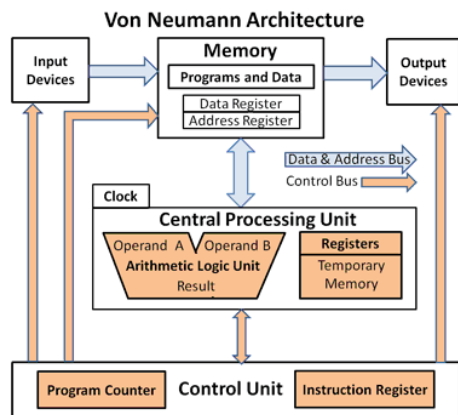 Von Neumann Architecture
Input
Devices
Memory
Programs and Data
Data Register
Address Register
Output
Devices
Data & Address Bus
Control Bus
Clock
Central Processing Unit
Operand A
Operand B
Arithmetic Logic Unit
Result
Registers
Temporary
Memory
Program Counter
Control Unit
Instruction Register